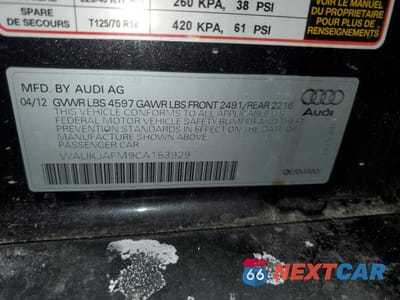 260 KPA, 38 PSI
SPARE
DE SECOURS
T125/70 R18
420 KPA, 61 PSI
VOIR LE MANUEL
POUR PLUS DE
RENSEIGNEMENTS
MFD. BY AUDI AG
04/12 GVWR LBS 4597 GAWR LBS FRONT 2491/REAR 2216
THIS VEHICLE CONFORMS TO ALL APPLICABLE
FEDERAL MOTOR VEHICLE SAFETY BUMPER AND THEFT
PREVENTION STANDARDS IN EFFECT ON THE DATE OF
MANUFACTURE SHOWN ABOVE
PASSENGER CAR
WAUKJAFM9CA153929
Audi
GERMANY
66 NEXTCAR